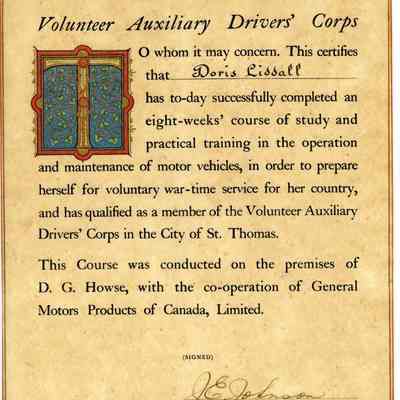 Volunteer Auxiliary Drivers' Corps
TO whom it may concern. This certifies
that Doris Lissall
has to-day successfully completed an
eight-weeks' course of study and
practical training in the operation
and maintenance of motor vehicles, in order to prepare
herself for voluntary war-time service for her country,
and has qualified as a member of the Volunteer Auxiliary
Drivers' Corps in the City of St. Thomas.
This Course was conducted on the premises of
D. G. Howse, with the co-operation of General
Motors Products of Canada, Limited.
(SIGNED)
J E Johnson